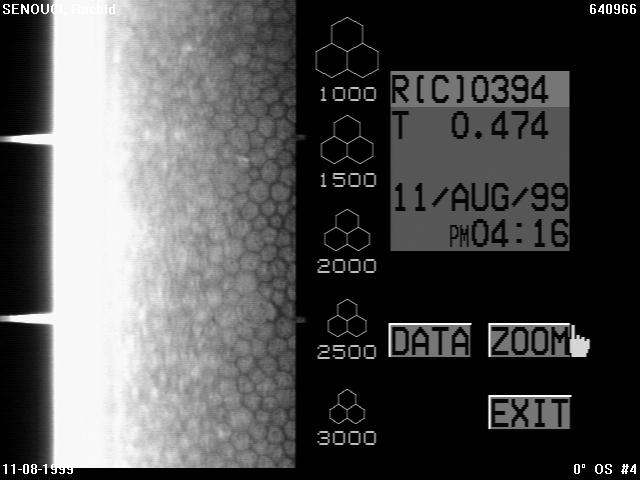 SENOUCI, Rachid
640966
1000
1500
2000
2500
3000
R[C]0394
T 0.474
11/AUG/99
PM04:16
DATA
ZOOM
EXIT
11-08-1999
0° OS #4